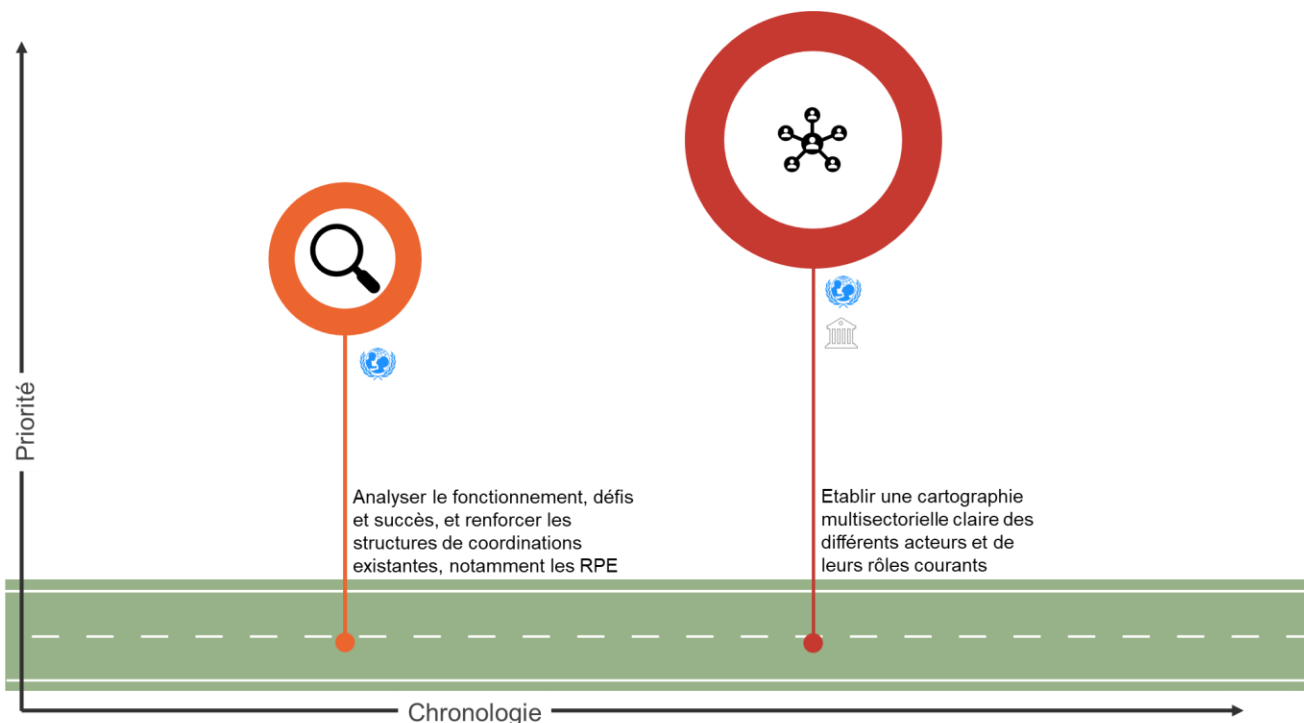 Priorité
Analyser le fonctionnement, défis
et succès, et renforcer les
structures de coordinations
existantes, notamment les RPE
Etablir une cartographie
multisectorielle claire des
différents acteurs et de
leurs rôles courants
Chronologie